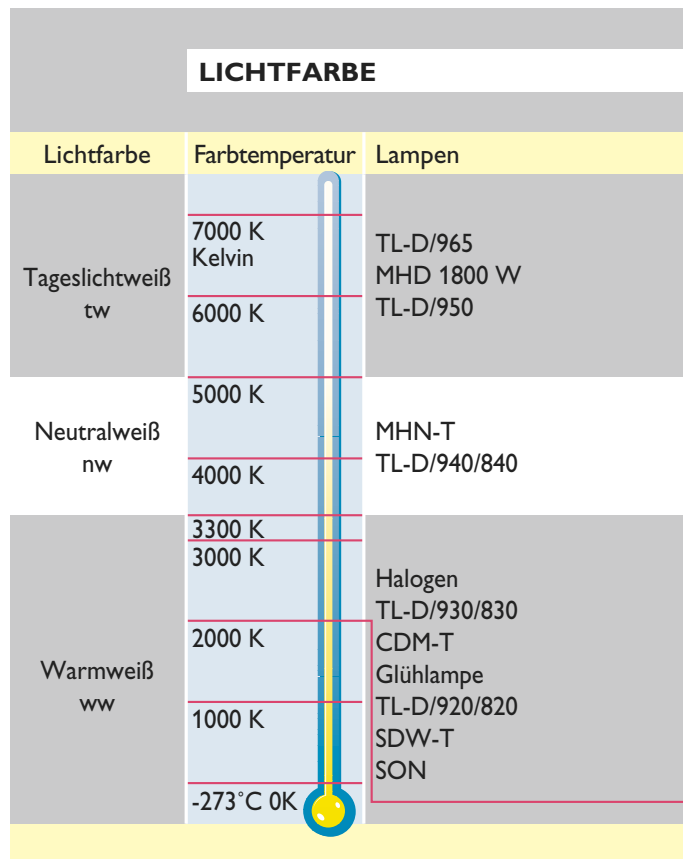 LICHTFARBE
Lichtfarbe Farbtemperatur Lampen
Tageslichtweiß
tw
7000 K
Kelvin
6000 K
TL-D/965
MHD 1800 W
TL-D/950
Neutralweiß
nw
5000 K
4000 K
MHN-T
TL-D/940/840
Warmweiß
ww
3300 K
3000 K
2000 K
1000 K
-273°C 0K
Halogen
TL-D/930/830
CDM-T
Glühlampe
TL-D/920/820
SDW-T
SON